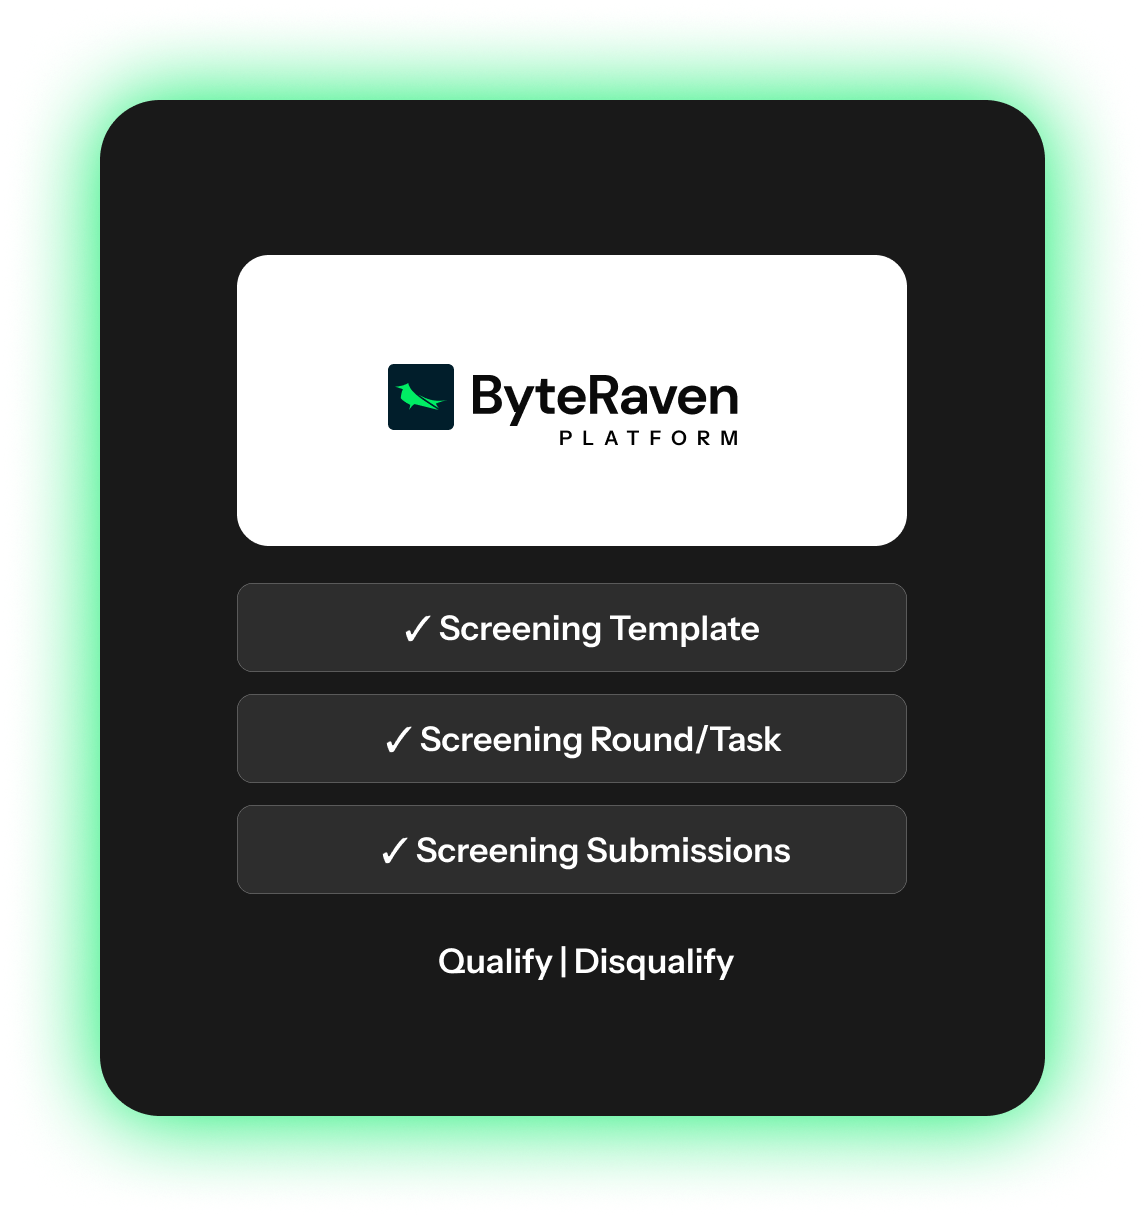 ByteRaven
PLATFORM
✓ Screening Template
✓ Screening Round/Task
✓ Screening Submissions
Qualify | Disqualify